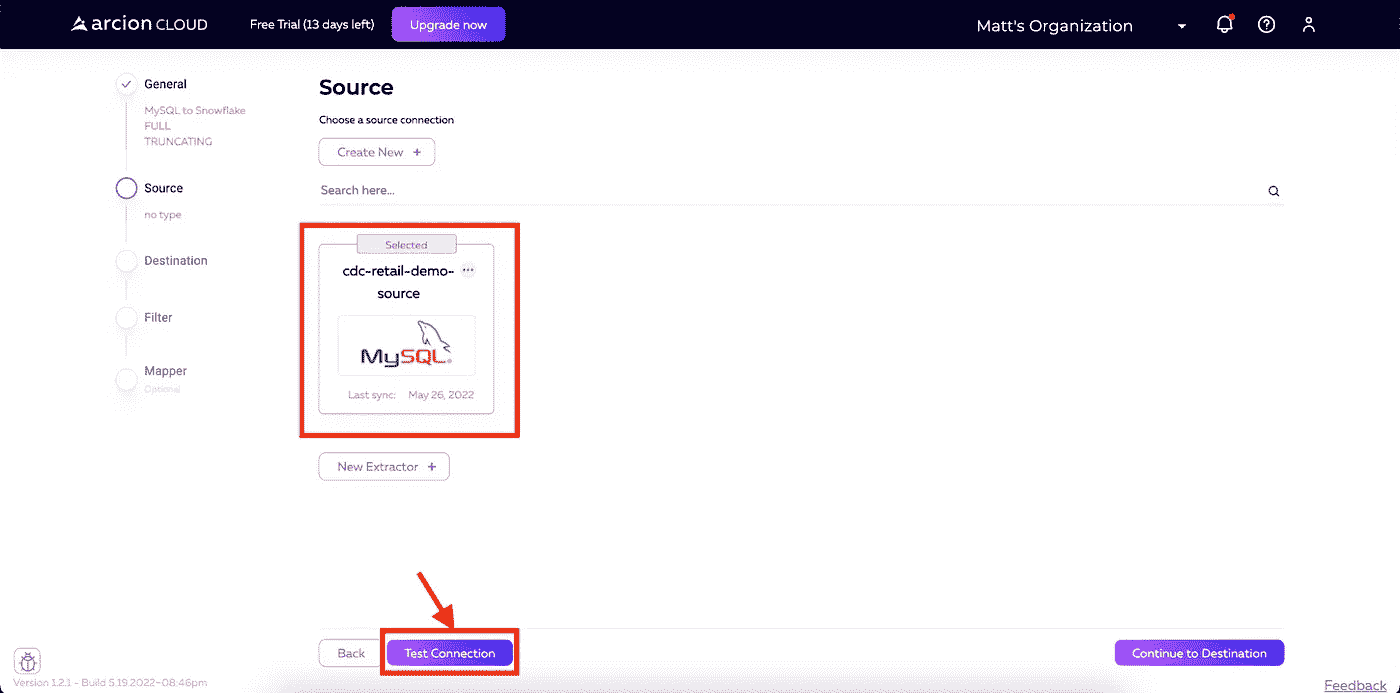 arcion CLOUD
Free Trial (13 days left)
Upgrade now
Matt's Organization
General
MySQL to Snowflake
FULL
TRUNCATING
Source
no type
Destination
Filter
Mapper
Optional
Source
Choose a source connection
Create New +
Search here...
Selected
cdc-retail-demo-
source
MySQL®
Last sync: May 26, 2022
New Extractor +
Back
Test Connection
Continue to Destination
Version 1.2.1 - Build 5.19.2022-08:46pm
Feedback